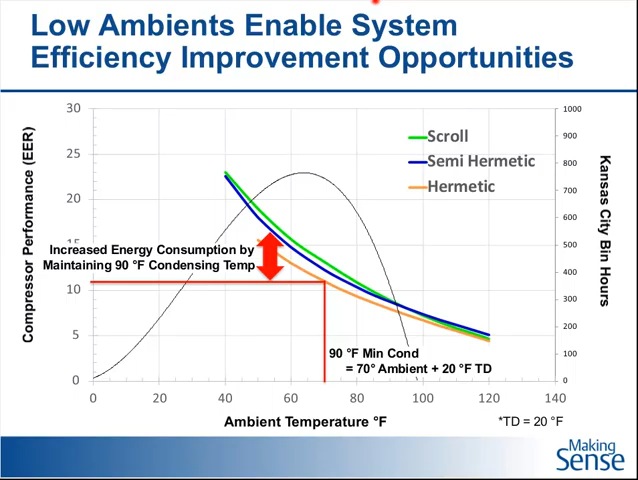 Low Ambients Enable System
Efficiency Improvement Opportunities
Compressor Performance (EER)
30
25
20
15
10
5
0
Scroll
Semi Hermetic
Hermetic
Increased Energy Consumption by
Maintaining 90 °F Condensing Temp
90 °F Min Cond
= 70° Ambient + 20 °F TD
1000
900
800
700
600
500
400
300
200
100
0
Kansas City Bin Hours
0 20 40 60 80 100 120 140
Ambient Temperature °F
*TD = 20 °F
Making
Sense